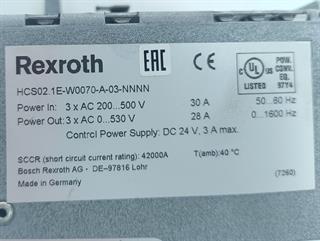 Rexroth
EAC
CE
C UL US
LISTED
POW.
CONV.
EQ.
97Y4
HCS02.1E-W0070-A-03-NNNN
Power In: 3 x AC 200...500 V 30 A 50...60 Hz
Power Out: 3 x AC 0...530 V 28 A 0...1600 Hz
Control Power Supply: DC 24 V, 3 A max.
SCCR (short circuit current rating): 42000A T(amb):40 °C
Bosch Rexroth AG · DE-97816 Lohr
Made in Germany (7260)